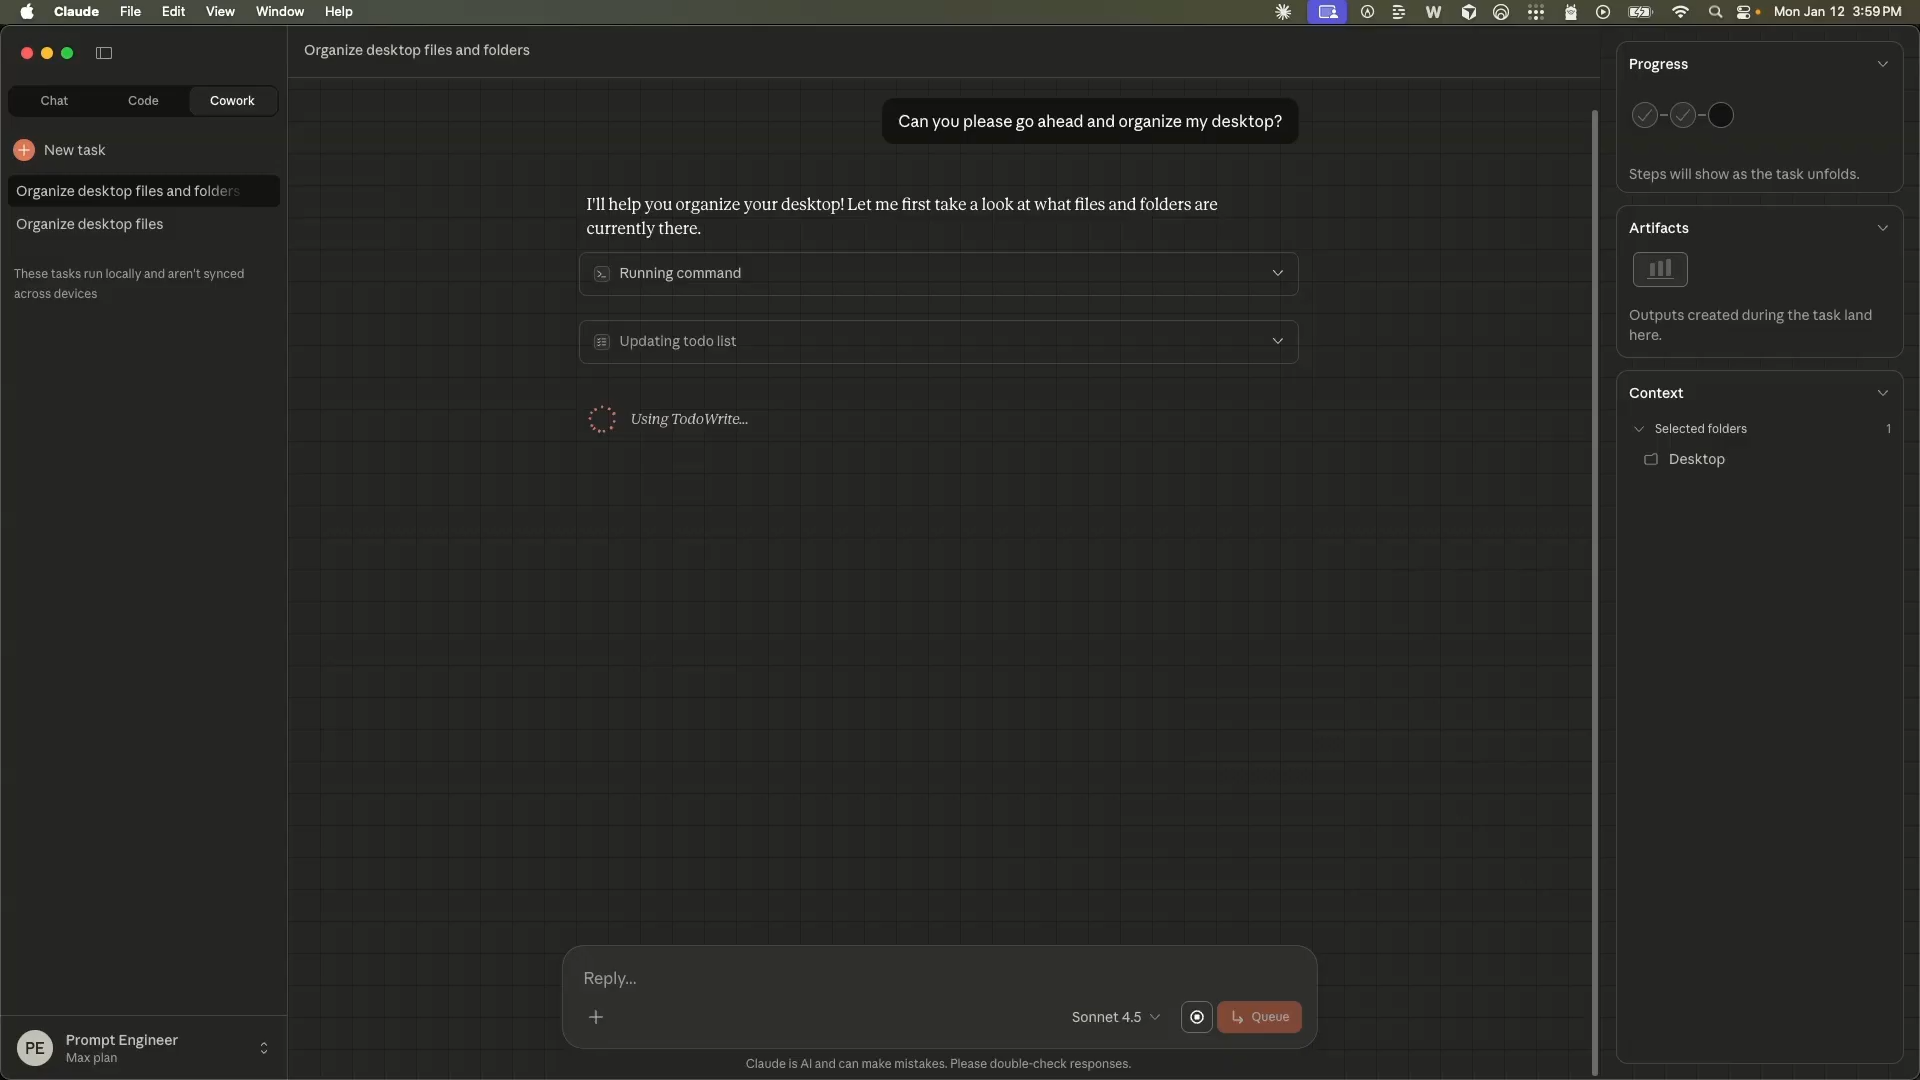 Claude File Edit View Window Help
W
Mon Jan 12 3:59 PM
Chat Code Cowork
New task
Organize desktop files and folders
Organize desktop files
These tasks run locally and aren't synced
across devices
PE
Prompt Engineer
Max plan
Organize desktop files and folders
Can you please go ahead and organize my desktop?
I'll help you organize your desktop! Let me first take a look at what files and folders are
currently there.
Running command
Updating todo list
Using TodoWrite...
Reply...
Sonnet 4.5
Queue
Claude is AI and can make mistakes. Please double-check responses.
Progress
Steps will show as the task unfolds.
Artifacts
Outputs created during the task land
here.
Context
Selected folders 1
Desktop